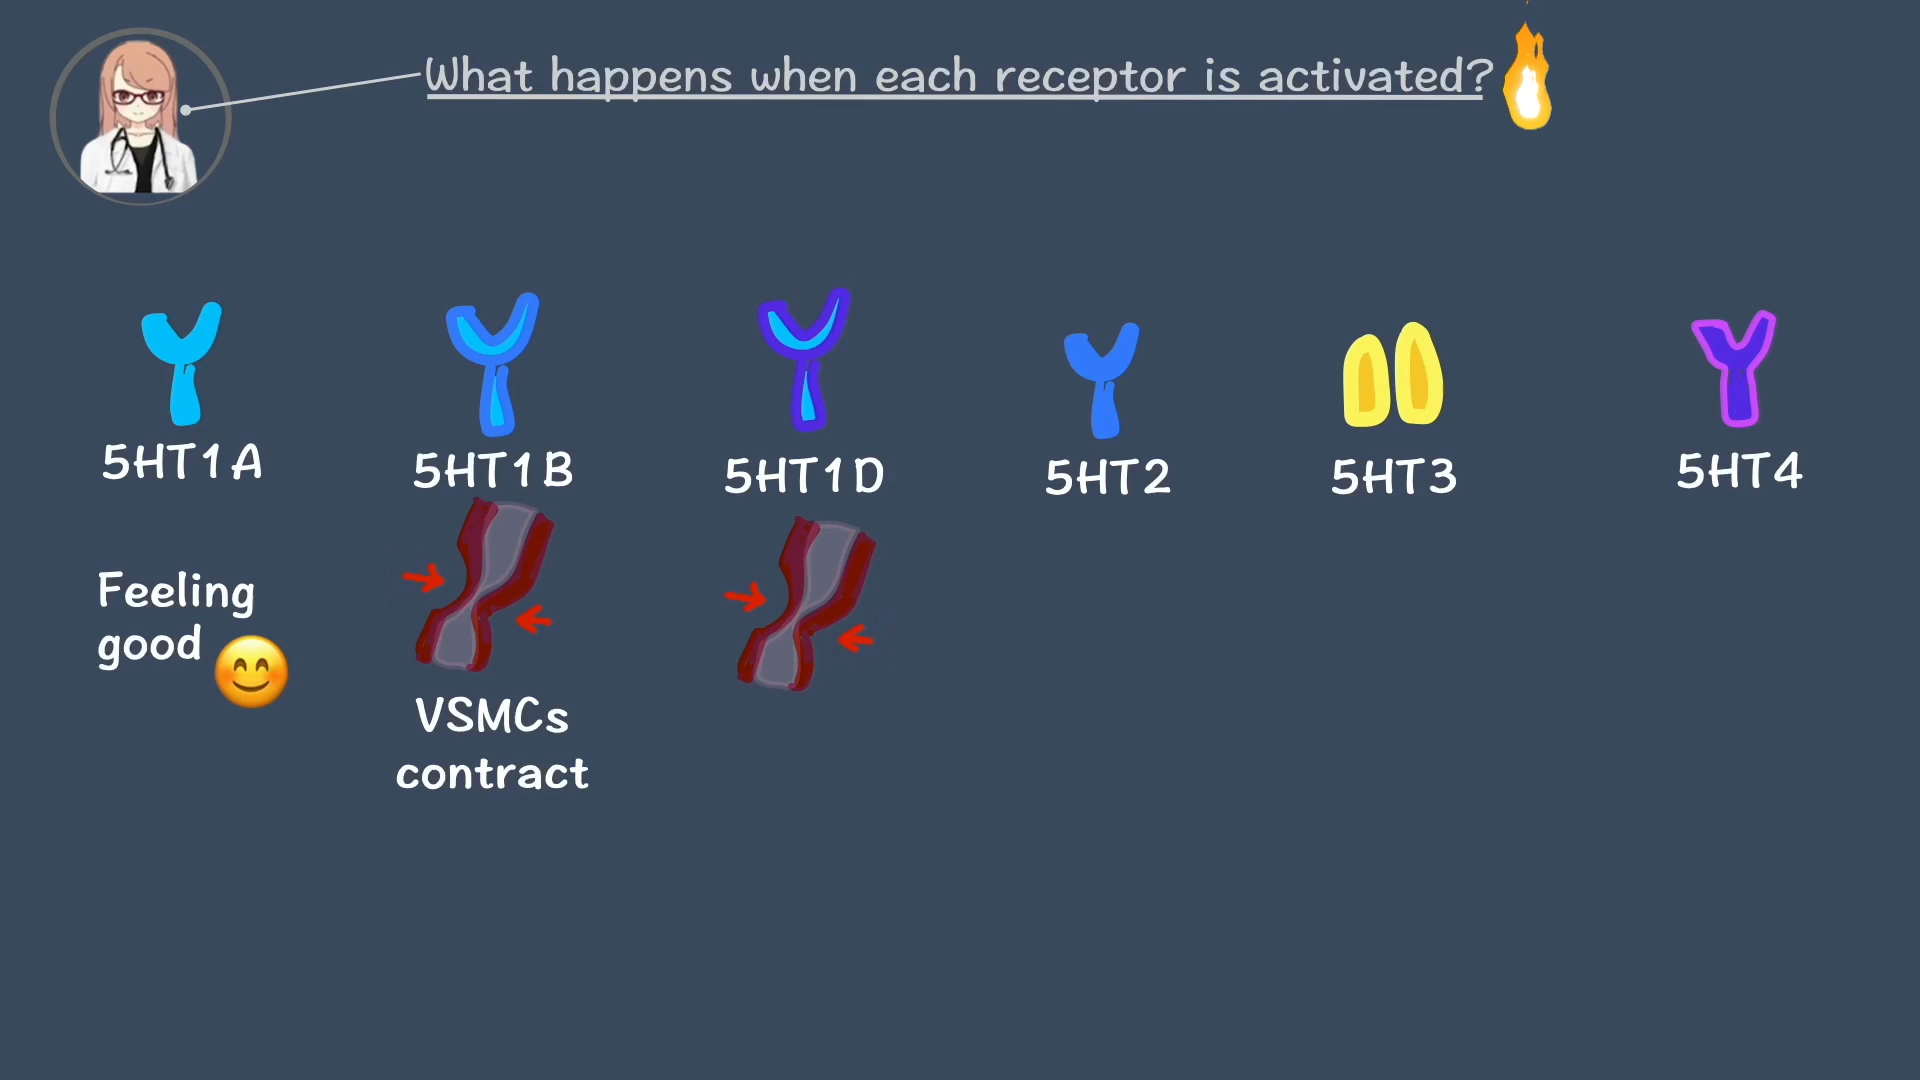 What happens when each receptor is activated?
5HT1A
5HT1B
5HT1D
5HT2
5HT3
5HT4
Feeling
good
VSMCs
contract